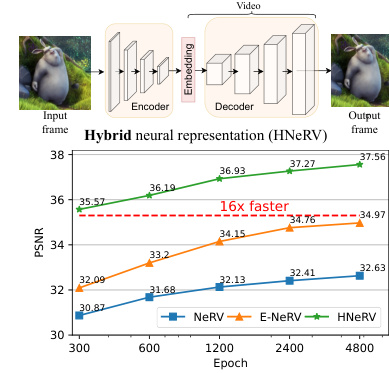 Video
Encoder
Embedding
Decoder
Input
frame
Output
frame
Hybrid neural representation (HNeRV)
38
36
34
32
30
PSNR
35.57
36.19
36.93
37.27
37.56
16x faster
32.09
33.2
34.15
34.76
34.97
30.87
31.68
32.13
32.41
32.63
NeRV
E-NeRV
HNeRV
300
600
1200
2400
4800
Epoch